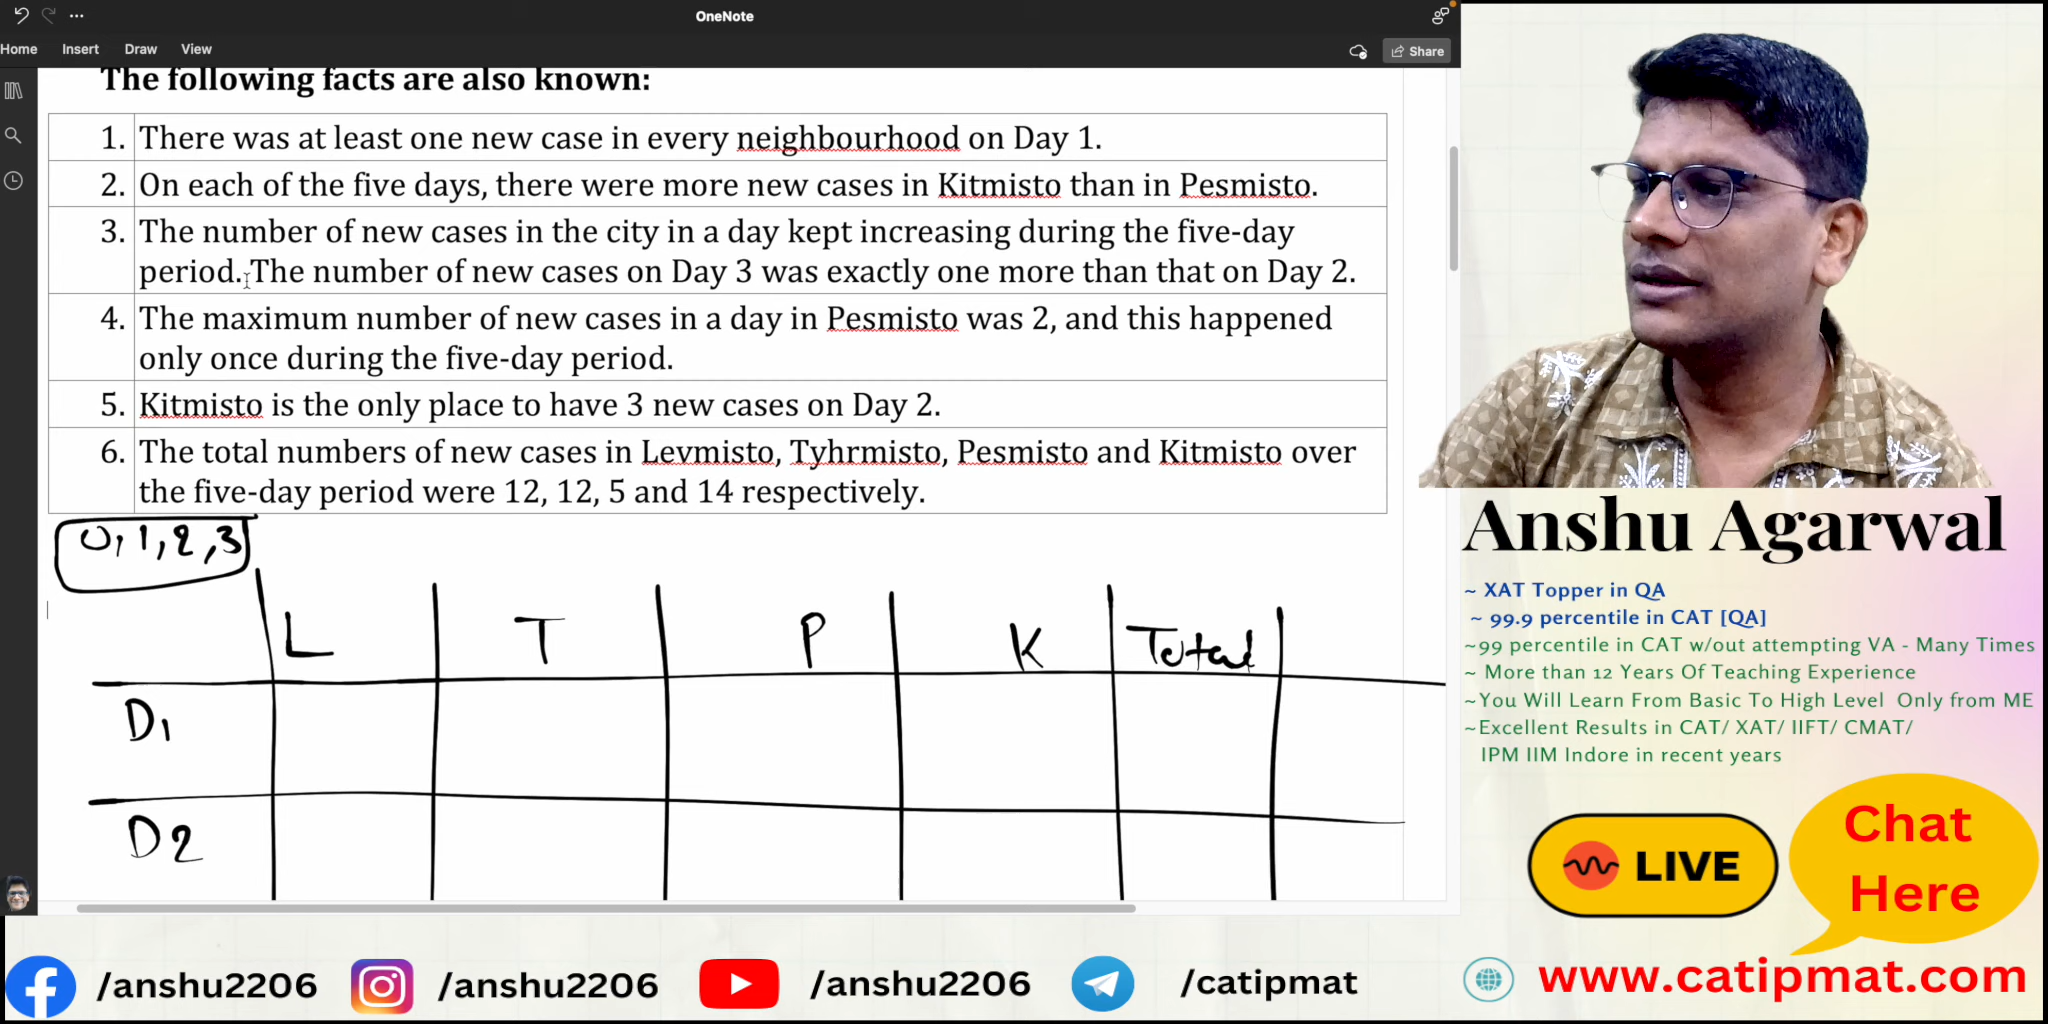 OneNote
Home Insert Draw View
Share
The following facts are also known:
1. There was at least one new case in every neighbourhood on Day 1.
2. On each of the five days, there were more new cases in Kitmisto than in Pesmisto.
3. The number of new cases in the city in a day kept increasing during the five-day
period. The number of new cases on Day 3 was exactly one more than that on Day 2.
4. The maximum number of new cases in a day in Pesmisto was 2, and this happened
only once during the five-day period.
5. Kitmisto is the only place to have 3 new cases on Day 2.
6. The total numbers of new cases in Levmisto, Tyhrmisto, Pesmisto and Kitmisto over
the five-day period were 12, 12, 5 and 14 respectively.
0, 1, 2, 3
L T P K Total
D1
D2
Anshu Agarwal
~ XAT Topper in QA
~ 99.9 percentile in CAT [QA]
~99 percentile in CAT w/out attempting VA - Many Times
~ More than 12 Years Of Teaching Experience
~You Will Learn From Basic To High Level Only from ME
~Excellent Results in CAT/ XAT/ IIFT/ CMAT/
IPM IIM Indore in recent years
LIVE
Chat
Here
/anshu2206 /anshu2206 /anshu2206 /catipmat www.catipmat.com